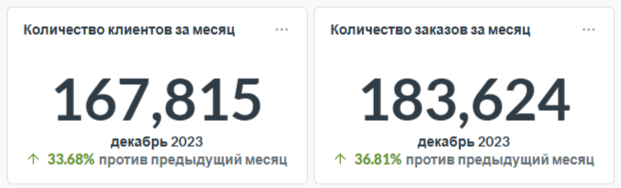 Количество клиентов за месяц
167,815
декабрь 2023
↑ 33.68% против предыдущий месяц
Количество заказов за месяц
183,624
декабрь 2023
↑ 36.81% против предыдущий месяц